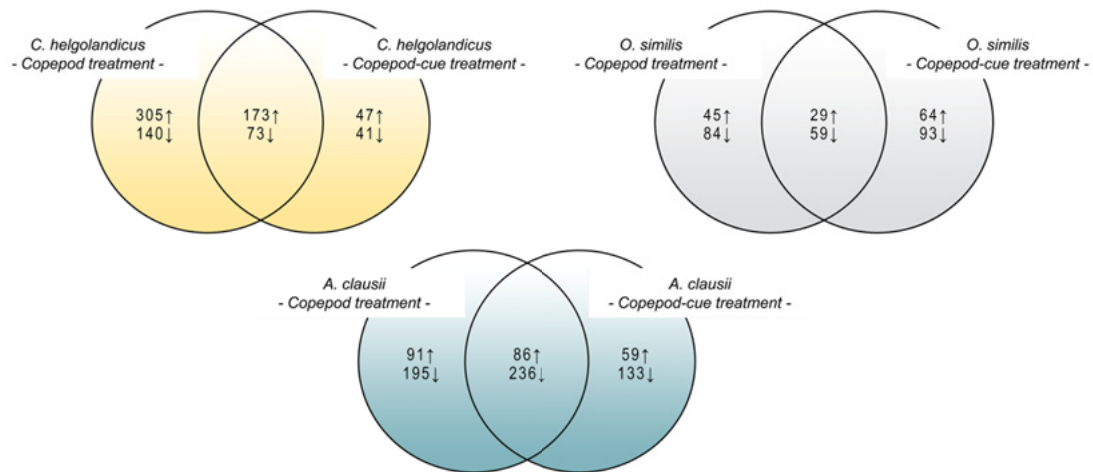 C. helgolandicus
- Copepod treatment -
C. helgolandicus
- Copepod-cue treatment -
305↑
140↓
173↑
73↓
47↑
41↓
O. similis
- Copepod treatment -
O. similis
- Copepod-cue treatment -
45↑
84↓
29↑
59↓
64↑
93↓
A. clausii
- Copepod treatment -
A. clausii
- Copepod-cue treatment -
91↑
195↓
86↑
236↓
59↑
133↓